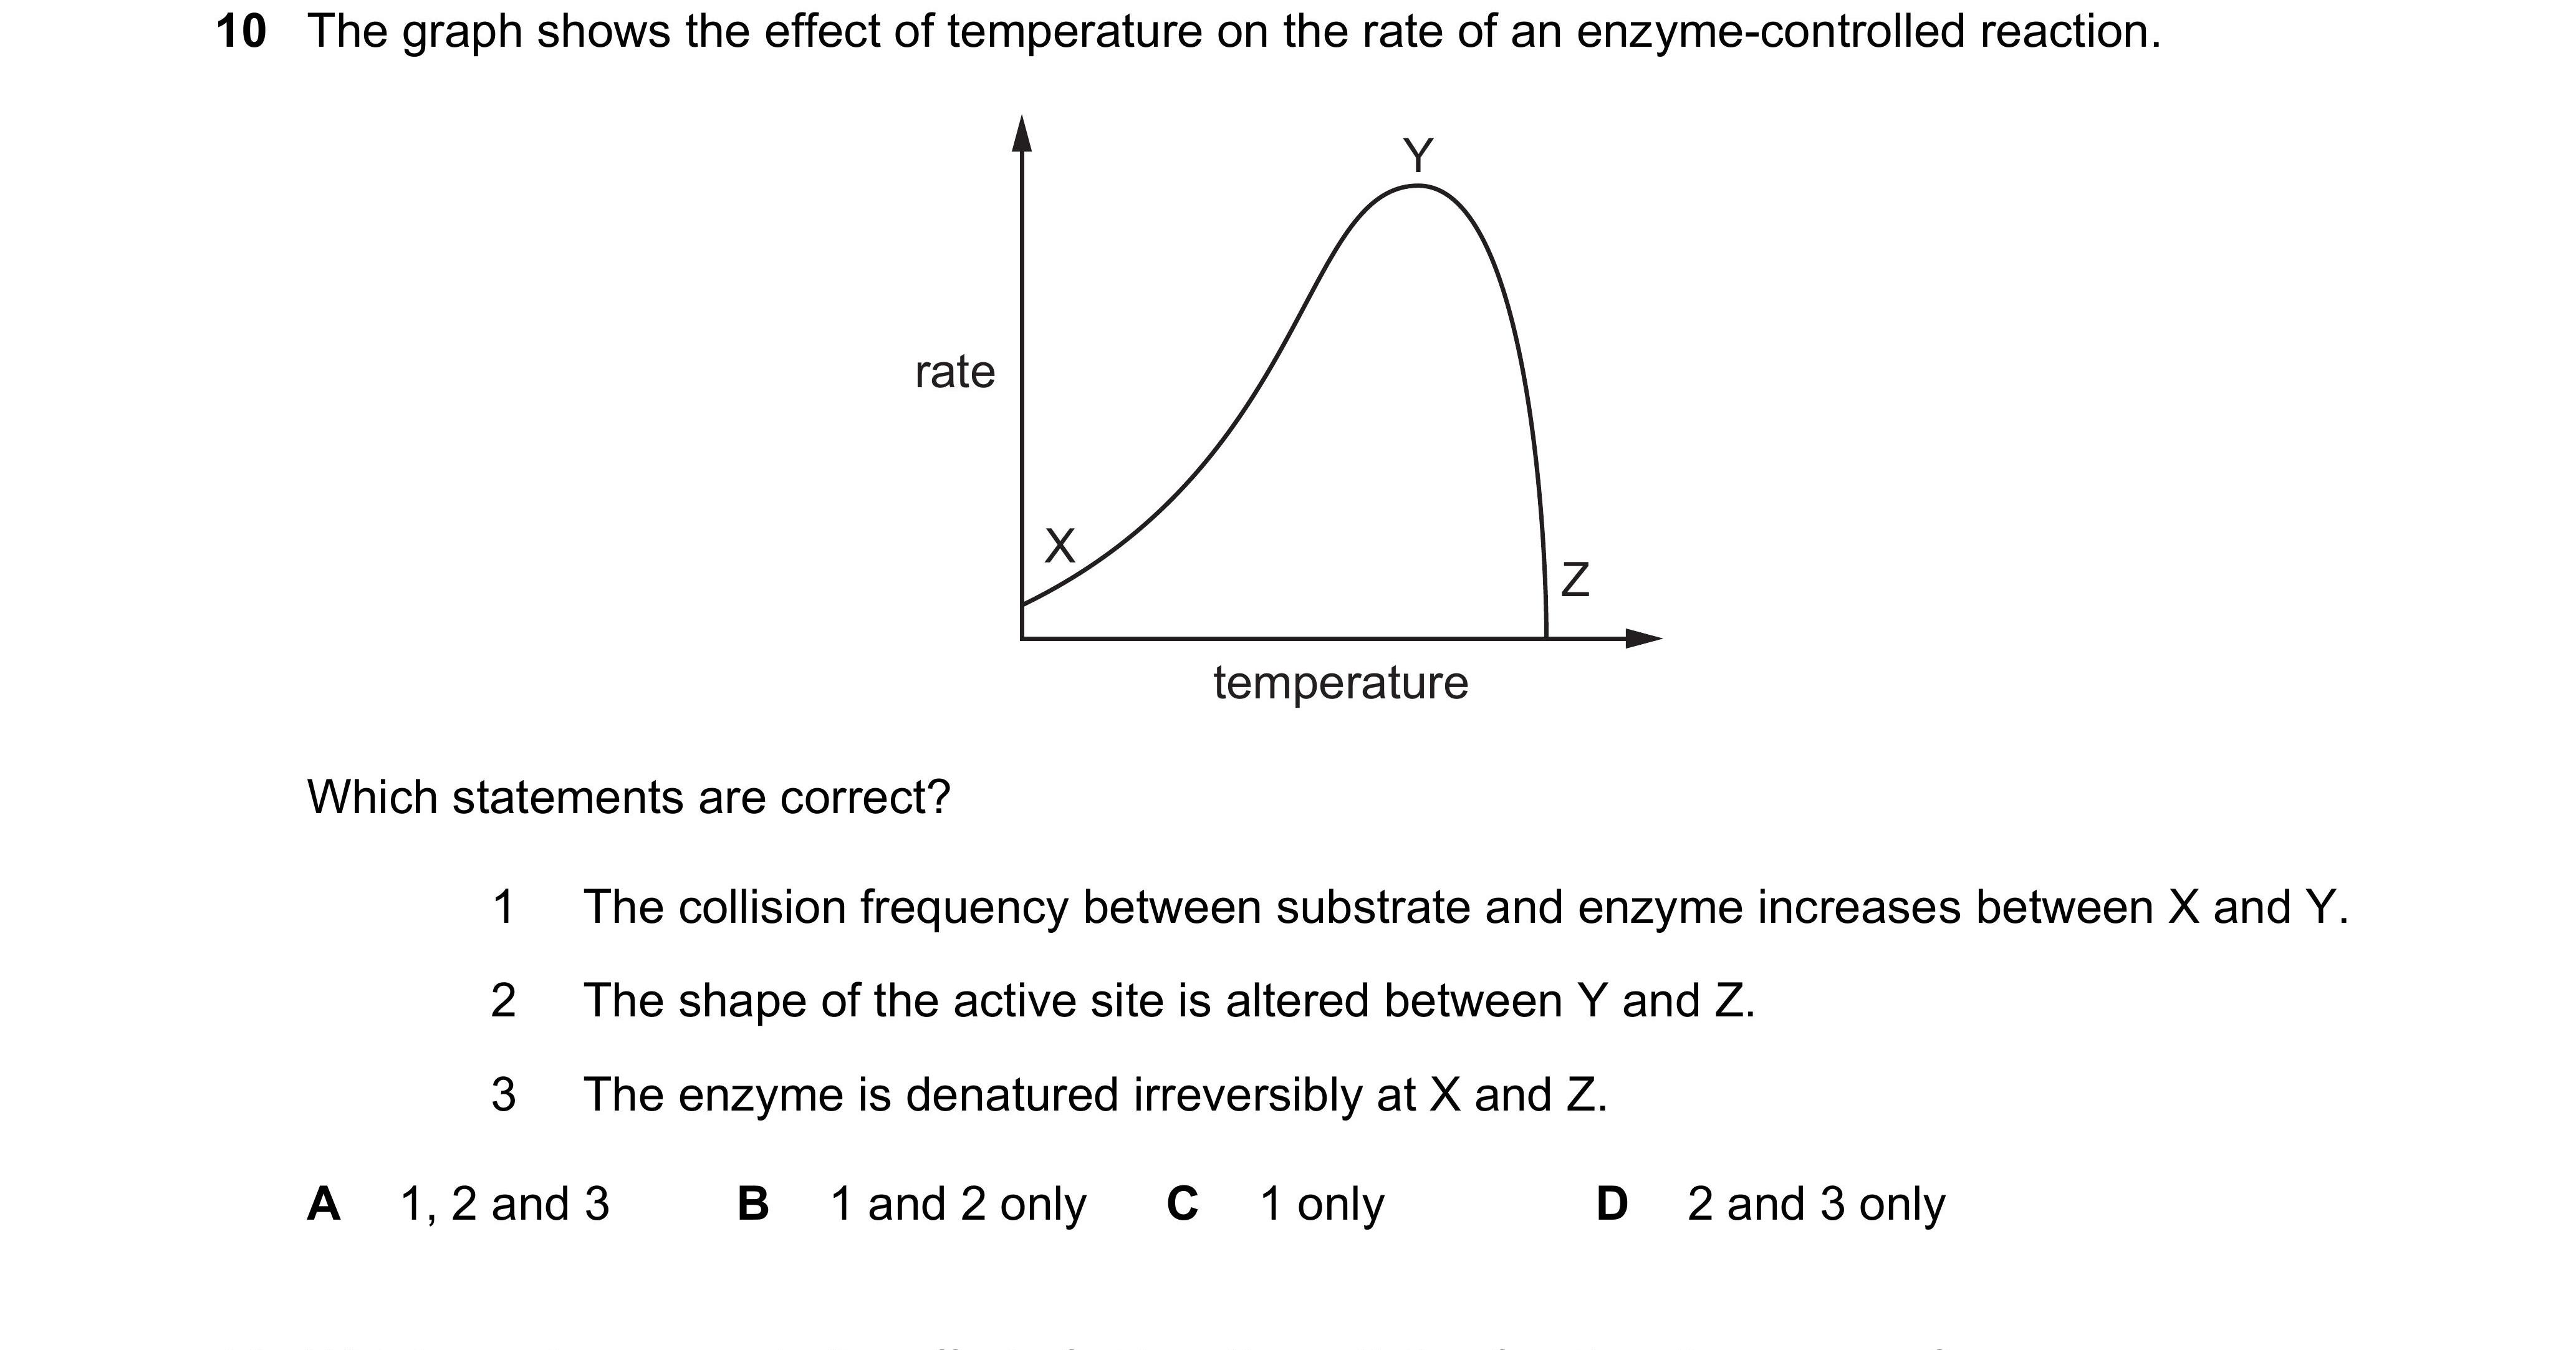 10 The graph shows the effect of temperature on the rate of an enzyme-controlled reaction.
Y
rate
X
Z
temperature
Which statements are correct?
1 The collision frequency between substrate and enzyme increases between X and Y.
2 The shape of the active site is altered between Y and Z.
3 The enzyme is denatured irreversibly at X and Z.
A 1, 2 and 3 B 1 and 2 only C 1 only D 2 and 3 only